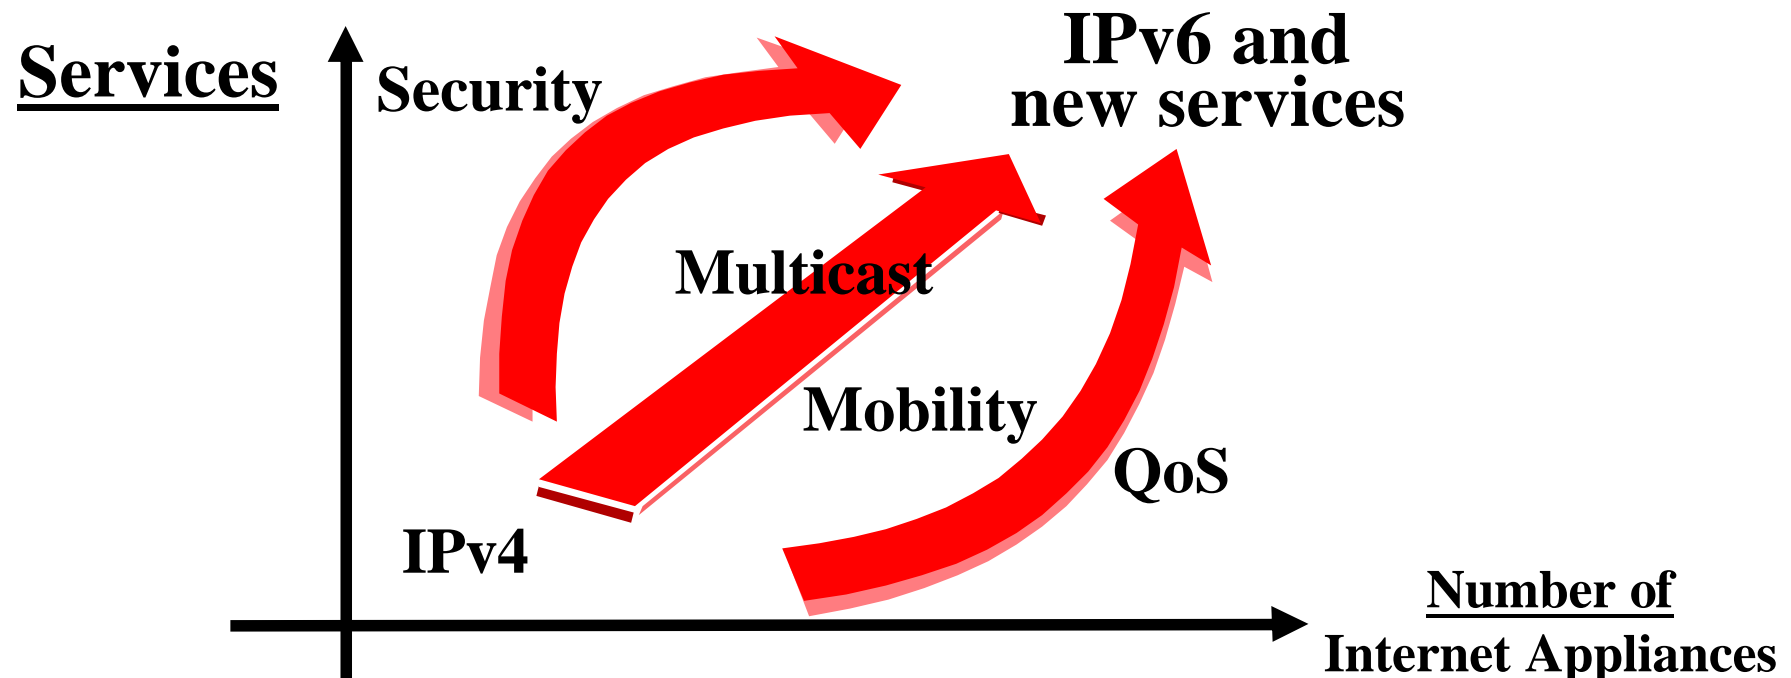 Services
Security
IPv6 and
new services
Multicast
Mobility
QoS
IPv4
Number of
Internet Appliances